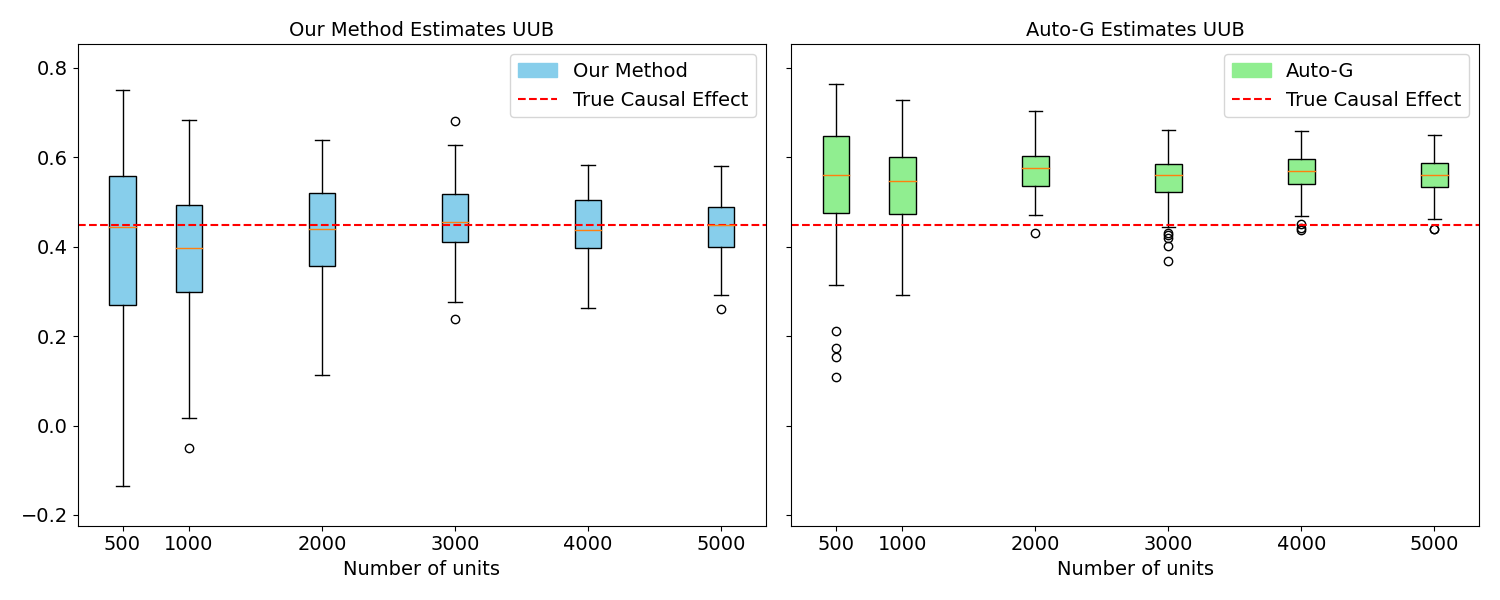 Our Method Estimates UUB
Auto-G Estimates UUB
Our Method
True Causal Effect
Auto-G
True Causal Effect
0.8
0.6
0.4
0.2
0.0
−0.2
500 1000 2000 3000 4000 5000
500 1000 2000 3000 4000 5000
Number of units
Number of units